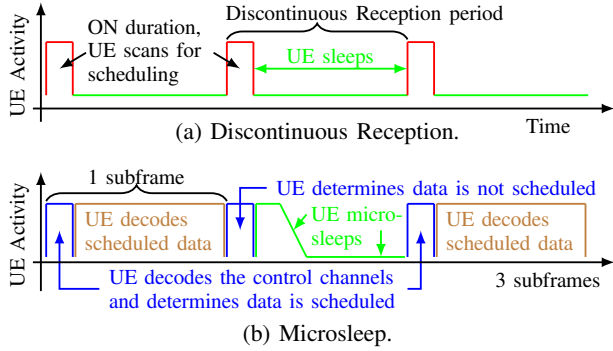 UE Activity
ON duration,
UE scans for
scheduling
Discontinuous Reception period
UE sleeps
Time
(a) Discontinuous Reception.
UE Activity
1 subframe
UE determines data is not scheduled
UE decodes
scheduled data
UE micro-
sleeps
UE decodes
scheduled data
UE decodes the control channels
and determines data is scheduled
3 subframes
(b) Microsleep.